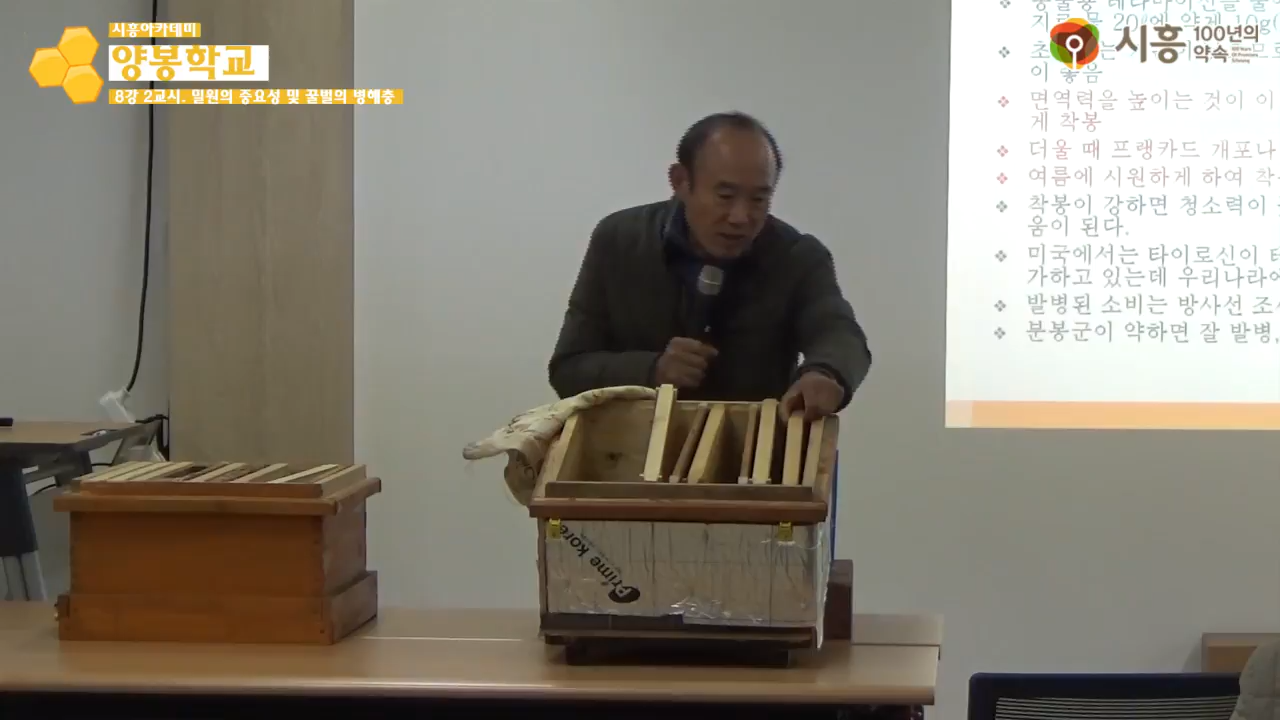 시흥아카데미
양봉학교
8강 2교시. 밀원의 중요성 및 꿀벌의 병해충
시흥 100년의 약속
이 좋음
면역력을 높이는 것이 이
게 착봉
더울 때 프랭카드 개포나
여름에 시원하게 하여 착
착봉이 강하면 청소력이
움이 된다.
미국에서는 타이로신이
가하고 있는데 우리나라에
발병된 소비는 방사선 조
분봉군이 약하면 잘 발병,
Prime kore